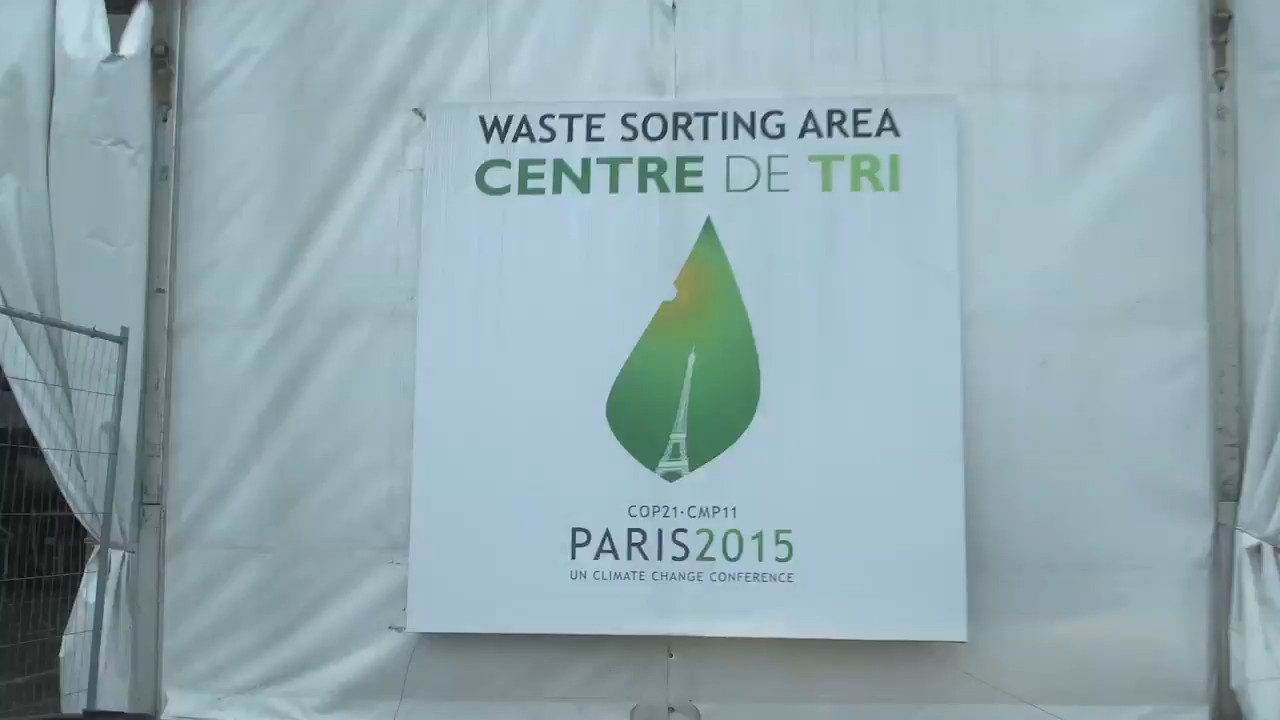 WASTE SORTING AREA
CENTRE DE TRI
COP21·CMP11
PARIS2015
UN CLIMATE CHANGE CONFERENCE